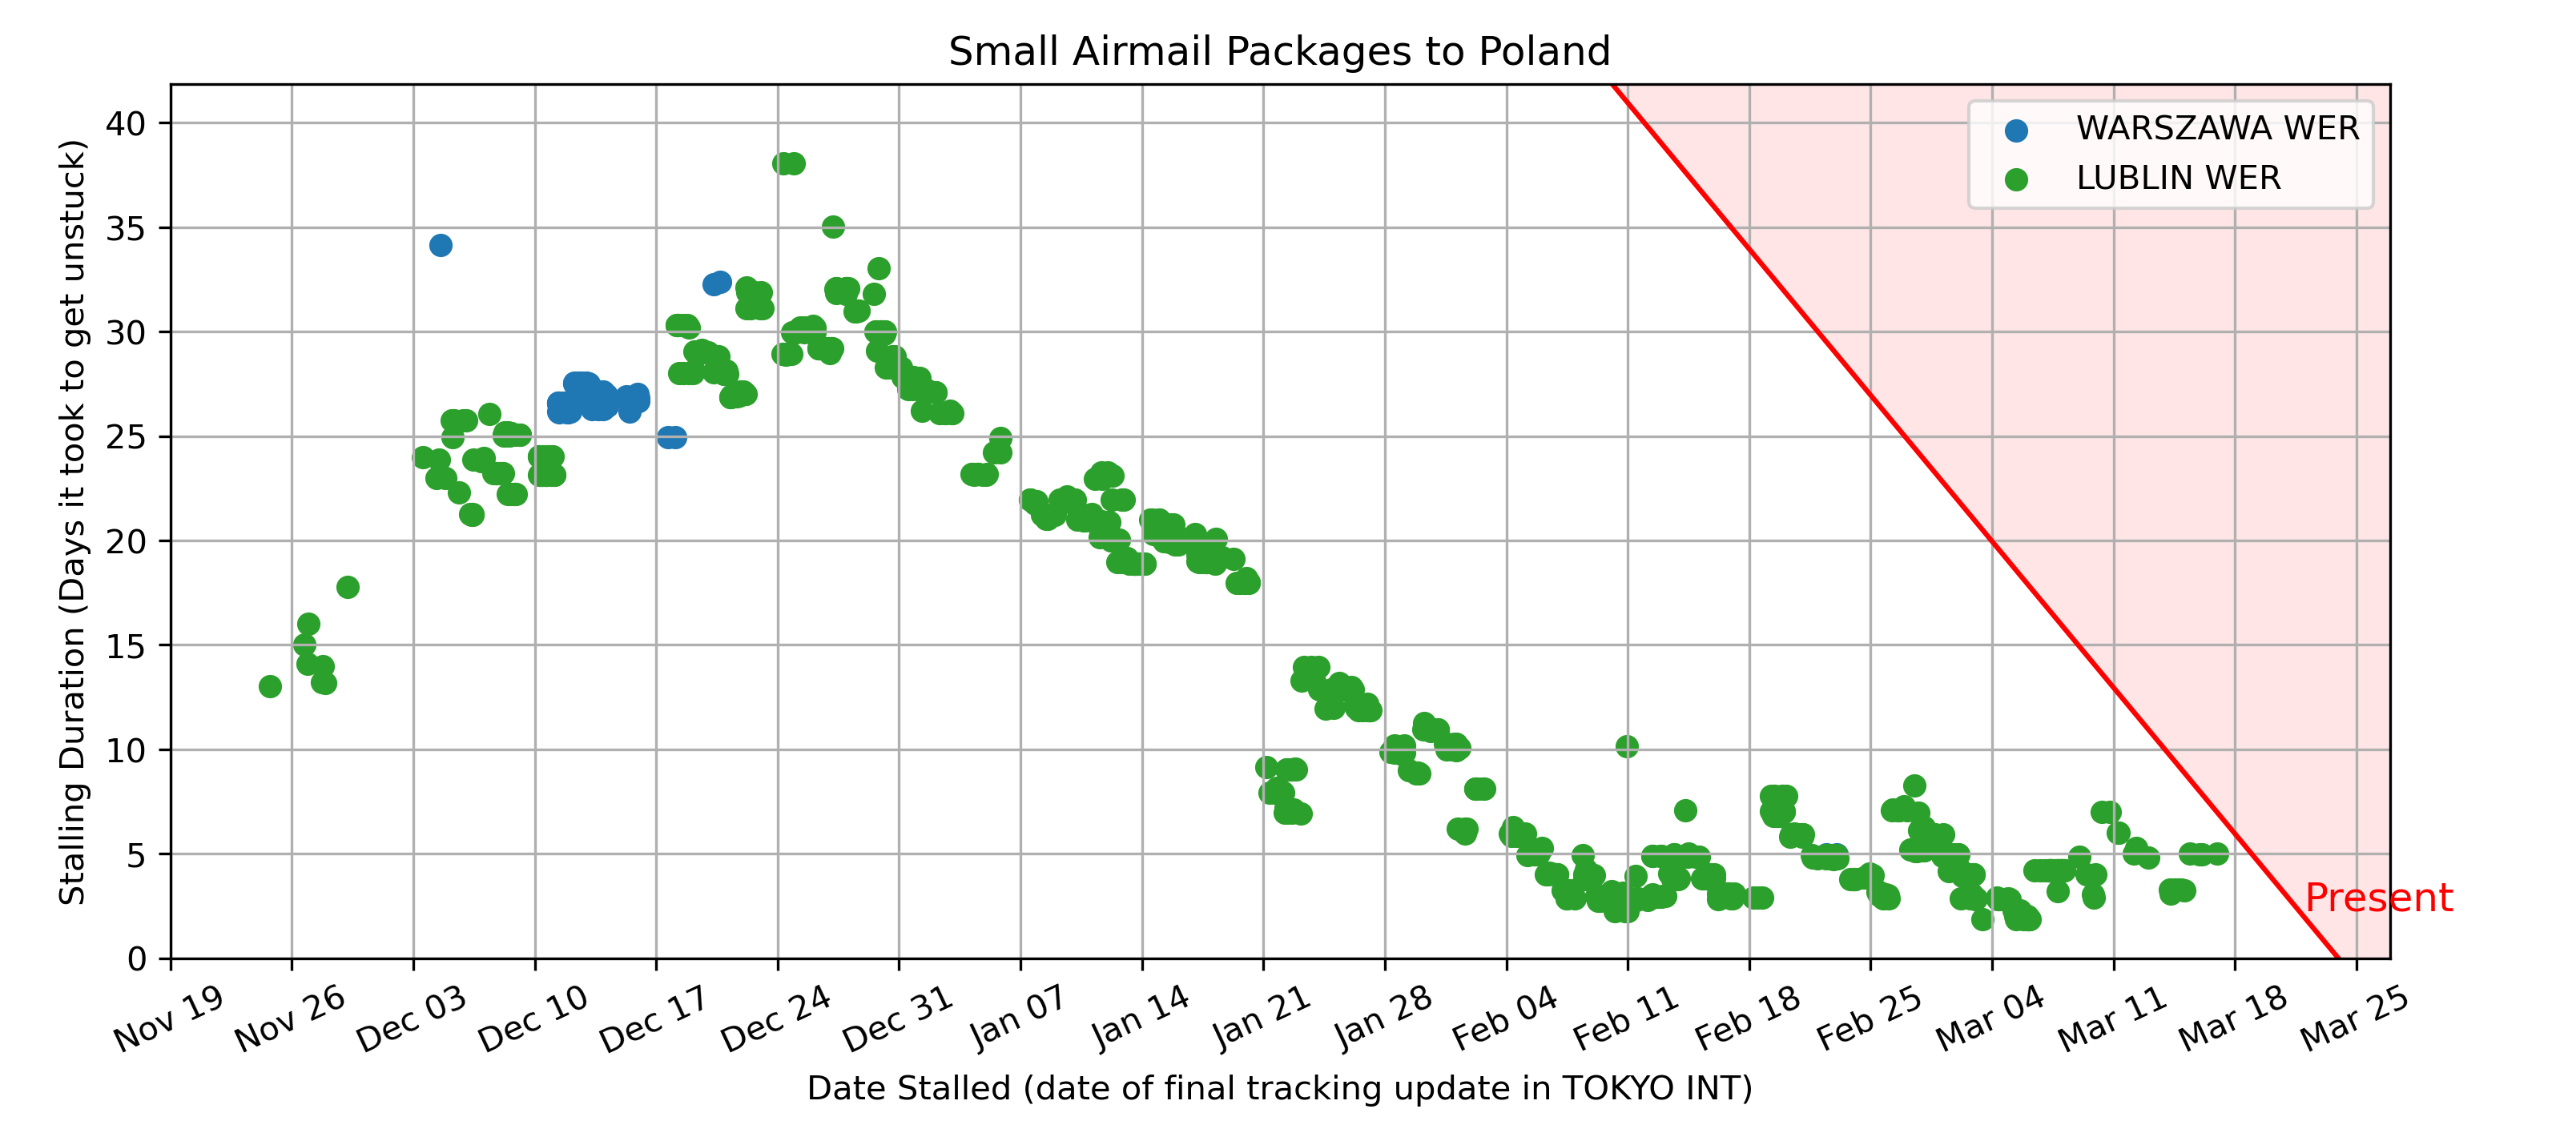 Small Airmail Packages to Poland
Stalling Duration (Days it took to get unstuck)
40
35
30
25
20
15
10
5
0
WARSZAWA WER
LUBLIN WER
Present
Nov 19
Nov 26
Dec 03
Dec 10
Dec 17
Dec 24
Dec 31
Jan 07
Jan 14
Jan 21
Jan 28
Feb 04
Feb 11
Feb 18
Feb 25
Mar 04
Mar 11
Mar 18
Mar 25
Date Stalled (date of final tracking update in TOKYO INT)